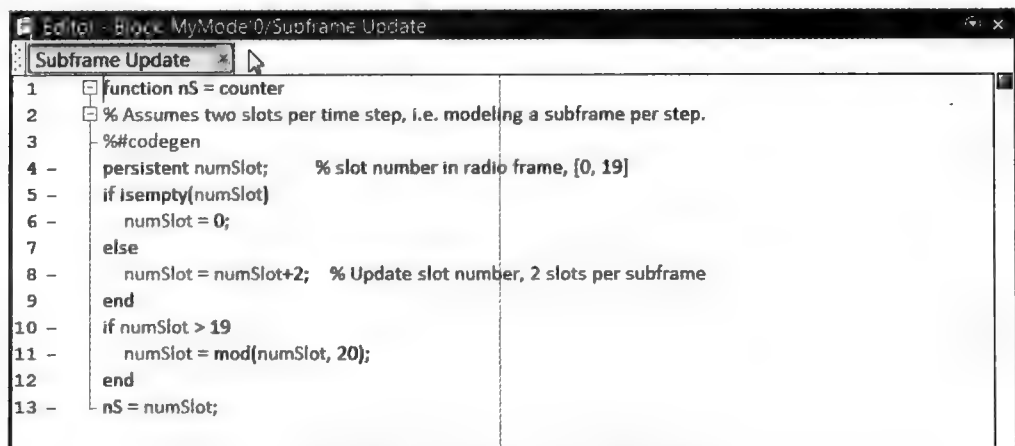 Editor - Block: MyModel0/Subframe Update
Subframe Update
1 function nS = counter
2 % Assumes two slots per time step, i.e. modeling a subframe per step.
3 %#codegen
4 – persistent numSlot; % slot number in radio frame, [0, 19]
5 – if isempty(numSlot)
6 – numSlot = 0;
7 else
8 – numSlot = numSlot+2; % Update slot number, 2 slots per subframe
9 end
10 – if numSlot > 19
11 – numSlot = mod(numSlot, 20);
12 end
13 – nS = numSlot;